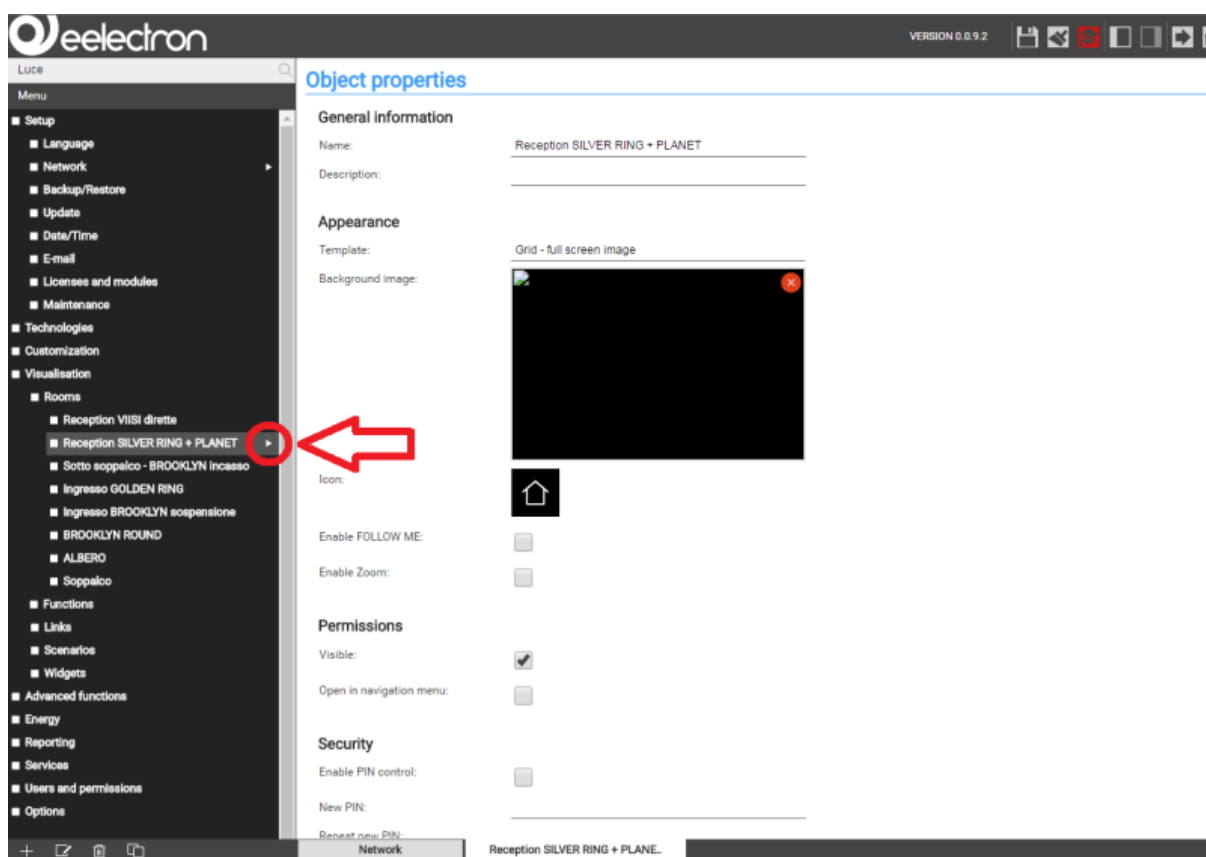 eelectron
VERSION 0.0.9.2
Luce
Menu
Setup
Language
Network
Backup/Restore
Update
Date/Time
E-mail
Licenses and modules
Maintenance
Technologies
Customization
Visualisation
Rooms
Reception VIISI dirette
Reception SILVER RING + PLANET
Sotto soppalco - BROOKLYN incasso
Ingresso GOLDEN RING
Ingresso BROOKLYN sospensione
BROOKLYN ROUND
ALBERO
Soppalco
Functions
Links
Scenarios
Widgets
Advanced functions
Energy
Reporting
Services
Users and permissions
Options
Object properties
General information
Name: Reception SILVER RING + PLANET
Description:
Appearance
Template: Grid - full screen image
Background image:
Icon:
Enable FOLLOW ME:
Enable Zoom:
Permissions
Visible:
Open in navigation menu:
Security
Enable PIN control:
New PIN:
Repeat new PIN:
Network
Reception SILVER RING + PLANE..